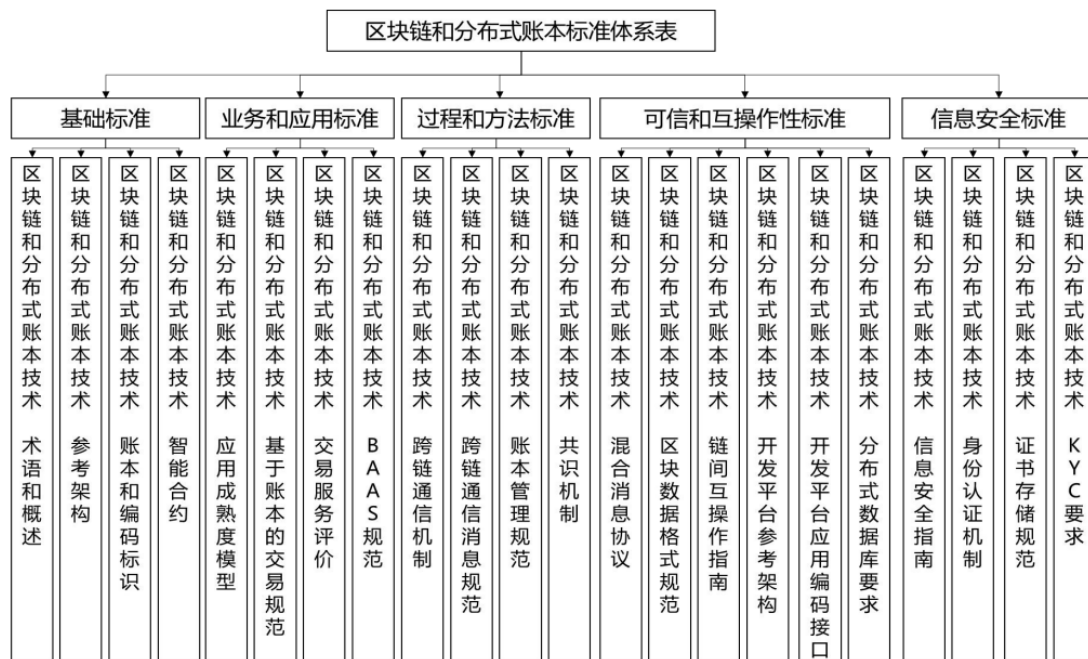 区块链和分布式账本标准体系表
基础标准
业务和应用标准
过程和方法标准
可信和互操作性标准
信息安全标准
区块链和分布式账本技术 术语和概述
区块链和分布式账本技术 参考架构
区块链和分布式账本技术 账本和编码标识
区块链和分布式账本技术 智能合约
区块链和分布式账本技术 应用成熟度模型
区块链和分布式账本技术 基于账本的交易规范
区块链和分布式账本技术 交易服务评价
区块链和分布式账本技术 BAAS规范
区块链和分布式账本技术 跨链通信机制
区块链和分布式账本技术 跨链通信消息规范
区块链和分布式账本技术 账本管理规范
区块链和分布式账本技术 共识机制
区块链和分布式账本技术 混合消息协议
区块链和分布式账本技术 区块数据格式规范
区块链和分布式账本技术 链间互操作指南
区块链和分布式账本技术 开发平台参考架构
区块链和分布式账本技术 开发平台应用编码接口
区块链和分布式账本技术 分布式数据库要求
区块链和分布式账本技术 信息安全指南
区块链和分布式账本技术 身份认证机制
区块链和分布式账本技术 证书存储规范
区块链和分布式账本技术 KYC要求